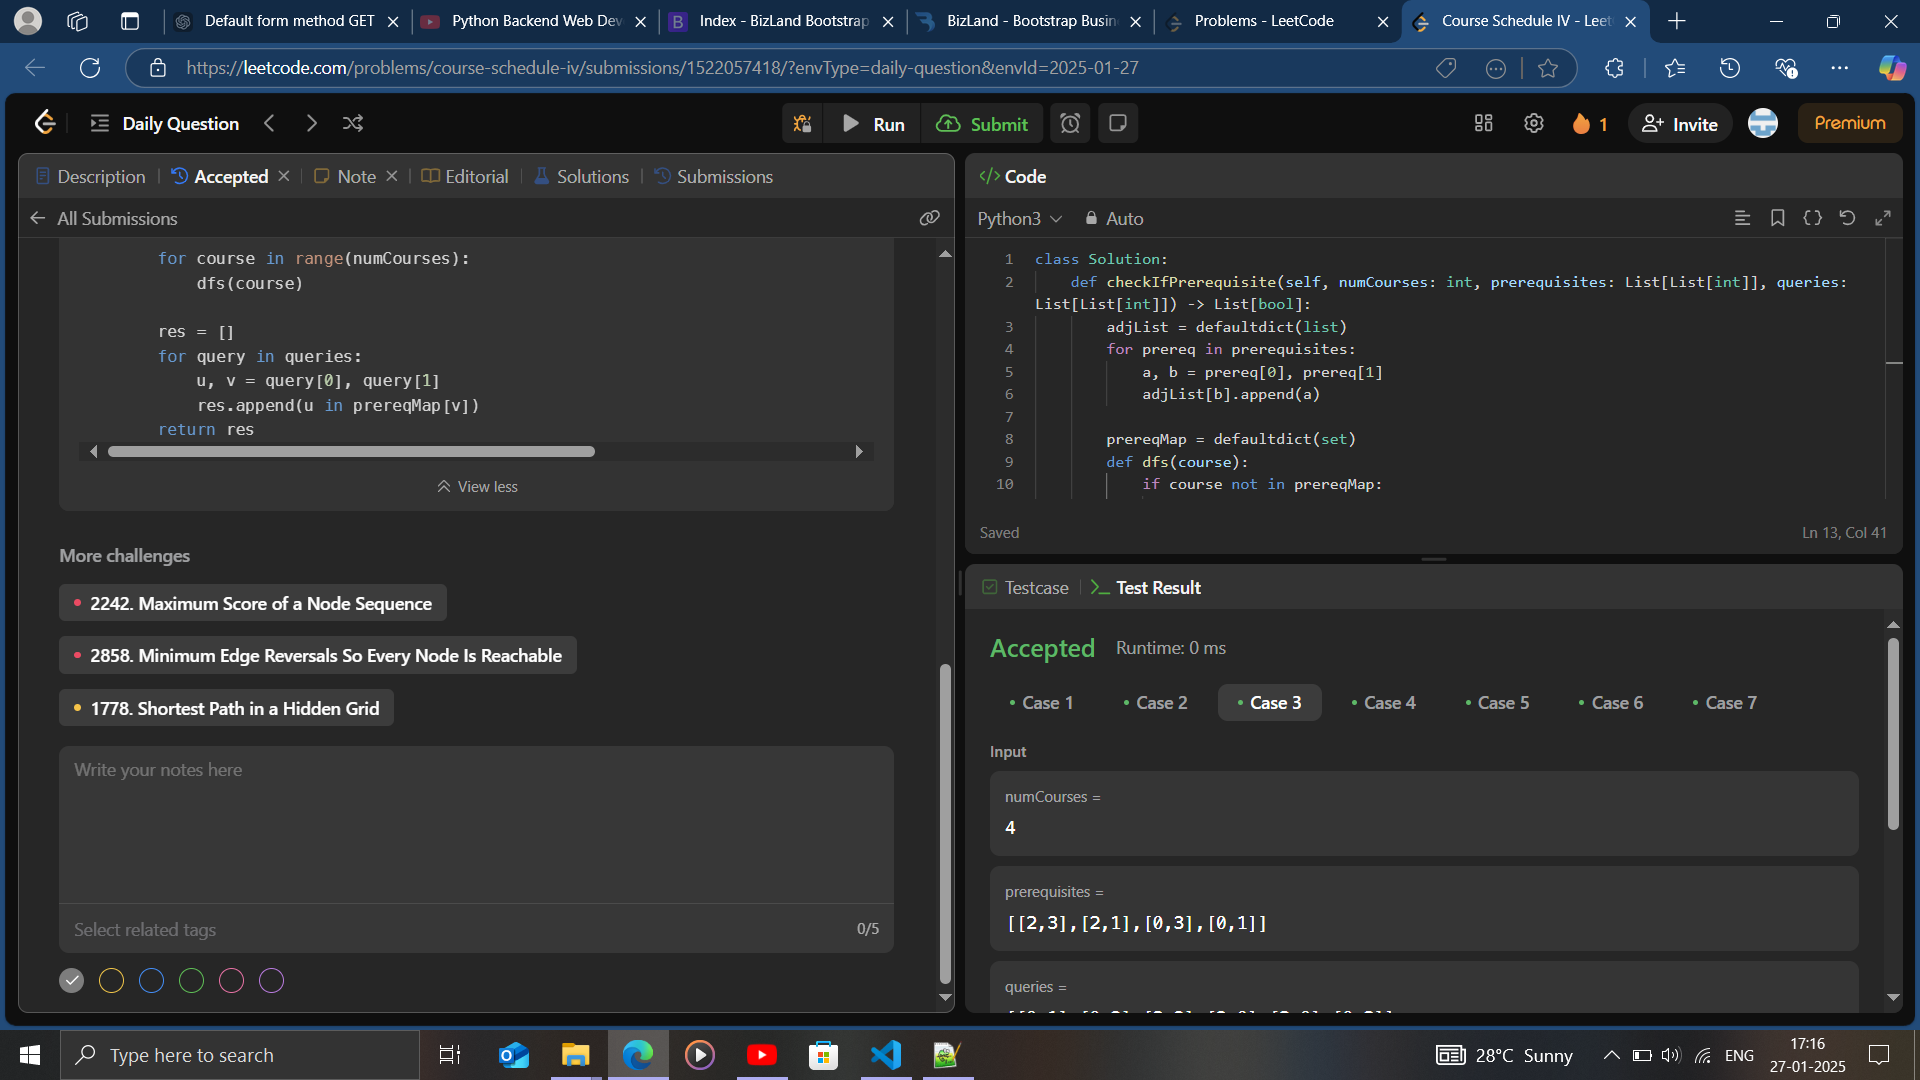 Default form method GET
Python Backend Web Dev
Index - BizLand Bootstrap
BizLand - Bootstrap Busin
Problems - LeetCode
Course Schedule IV - Leet
https://leetcode.com/problems/course-schedule-iv/submissions/1522057418/?envType=daily-question&envId=2025-01-27
Daily Question
Run
Submit
1
Invite
Premium
Description
Accepted
Note
Editorial
Solutions
Submissions
All Submissions
for course in range(numCourses):
dfs(course)
res = []
for query in queries:
u, v = query[0], query[1]
res.append(u in prereqMap[v])
return res
View less
More challenges
2242. Maximum Score of a Node Sequence
2858. Minimum Edge Reversals So Every Node Is Reachable
1778. Shortest Path in a Hidden Grid
Write your notes here
Select related tags
0/5
</> Code
Python3
Auto
1 class Solution:
2 def checkIfPrerequisite(self, numCourses: int, prerequisites: List[List[int]], queries:
List[List[int]]) -> List[bool]:
3 adjList = defaultdict(list)
4 for prereq in prerequisites:
5 a, b = prereq[0], prereq[1]
6 adjList[b].append(a)
7
8 prereqMap = defaultdict(set)
9 def dfs(course):
10 if course not in prereqMap:
Saved
Ln 13, Col 41
Testcase
Test Result
Accepted
Runtime: 0 ms
Case 1
Case 2
Case 3
Case 4
Case 5
Case 6
Case 7
Input
numCourses =
4
prerequisites =
[[2,3],[2,1],[0,3],[0,1]]
queries =
Type here to search
28°C Sunny
ENG
17:16
27-01-2025